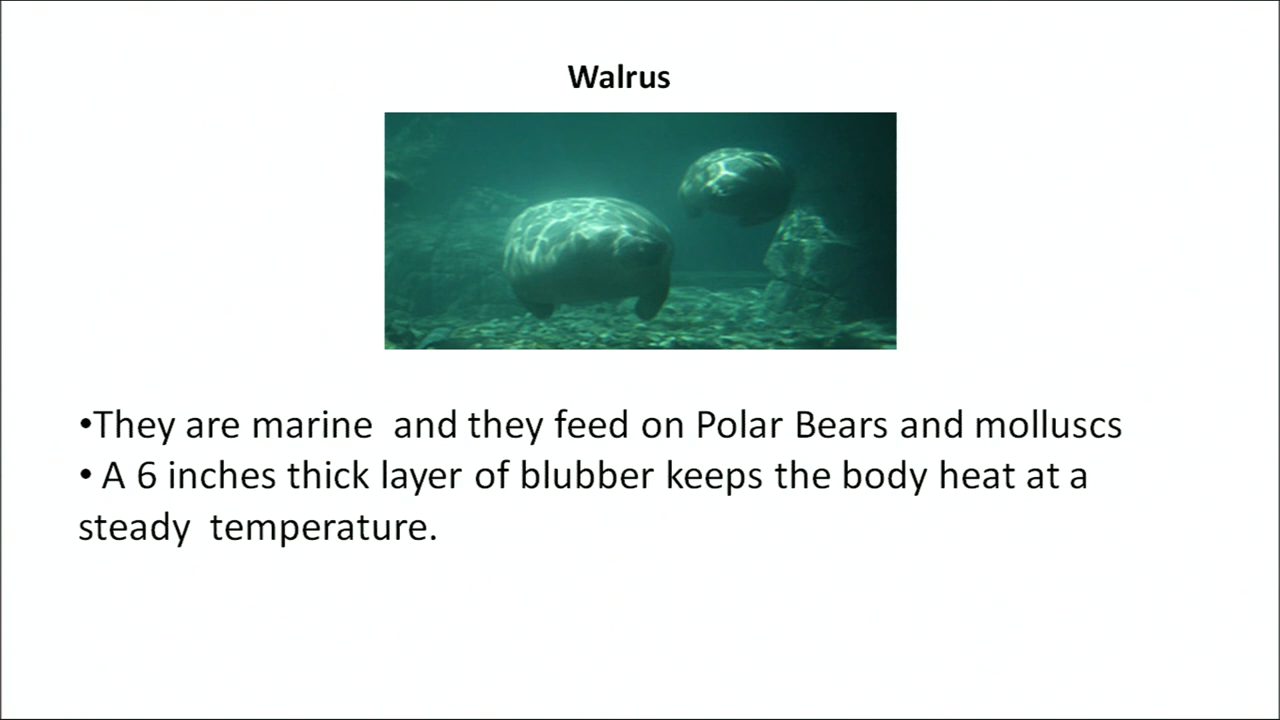 Walrus
•They are marine  and they feed on Polar Bears and molluscs
• A 6 inches thick layer of blubber keeps the body heat at a
steady  temperature.